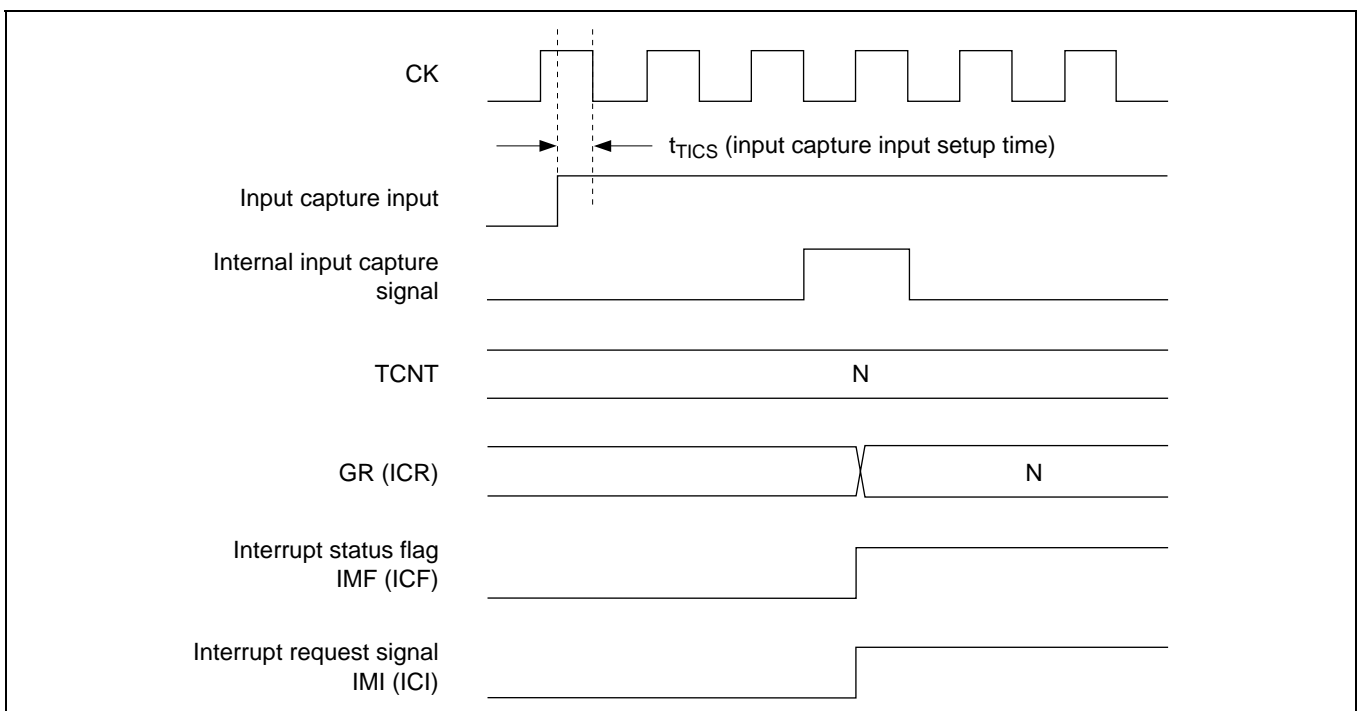 CK
tTICS (input capture input setup time)
Input capture input
Internal input capture
signal
TCNT
N
GR (ICR)
N
Interrupt status flag
IMF (ICF)
Interrupt request signal
IMI (ICI)